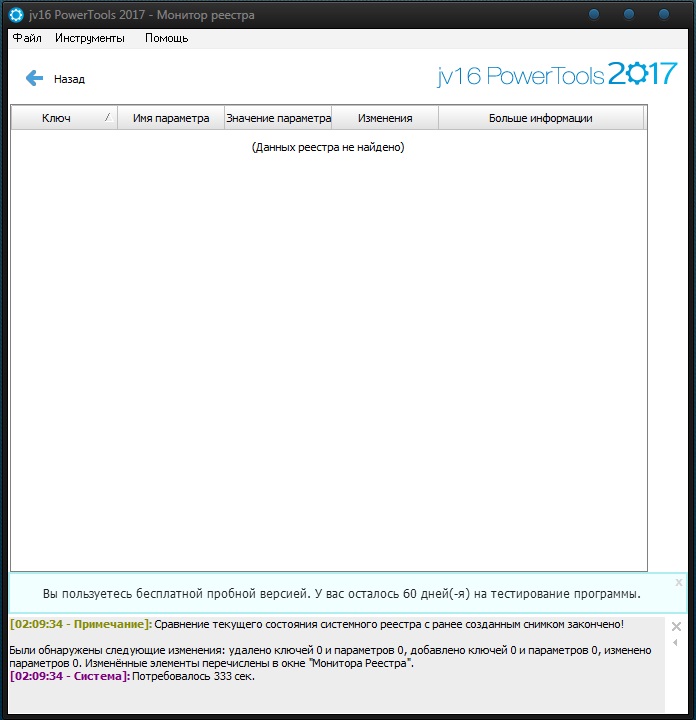 jv16 PowerTools 2017 - Монитор реестра
Файл Инструменты Помощь
Назад
jv16 PowerTools 2017
Ключ Имя параметра Значение параметра Изменения Больше информации
(Данных реестра не найдено)
Вы пользуетесь бесплатной пробной версией. У вас осталось 60 дней(-я) на тестирование программы.
[02:09:34 - Примечание]: Сравнение текущего состояния системного реестра с ранее созданным снимком закончено!
Были обнаружены следующие изменения: удалено ключей 0 и параметров 0, добавлено ключей 0 и параметров 0, изменено
параметров 0. Изменённые элементы перечислены в окне "Монитора Реестра".
[02:09:34 - Система]: Потребовалось 333 сек.